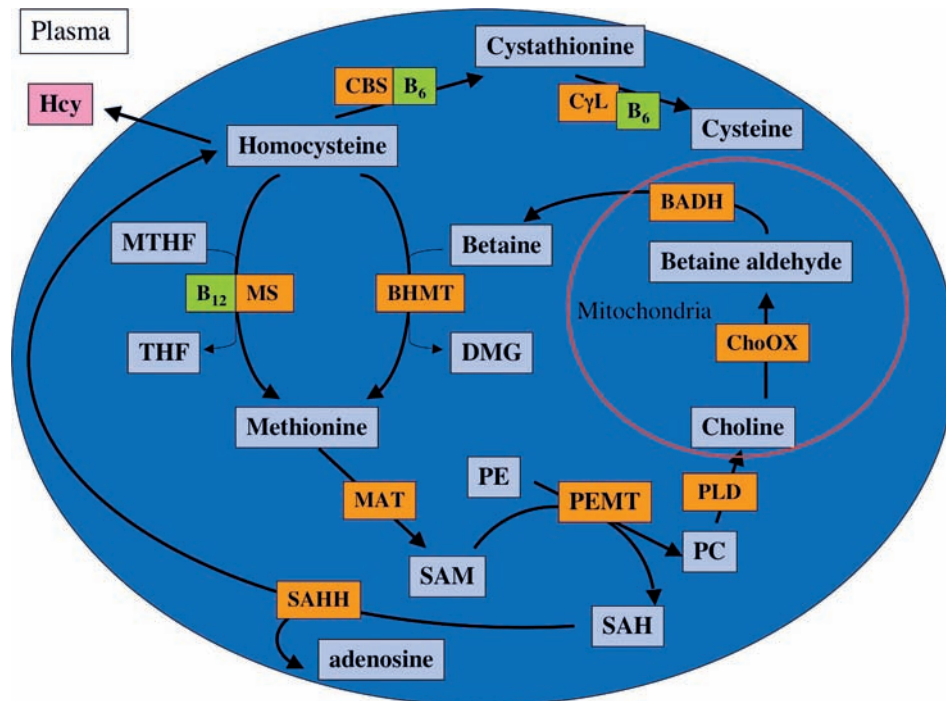 Plasma
Cystathionine
CBS B₆
Hcy
CγL B₆
Cysteine
Homocysteine
BADH
MTHF
Betaine
Betaine aldehyde
B₁₂ MS
BHMT
Mitochondria
ChoOX
THF
DMG
Methionine
Choline
PE
MAT
PEMT
PLD
PC
SAM
SAHH
SAH
adenosine